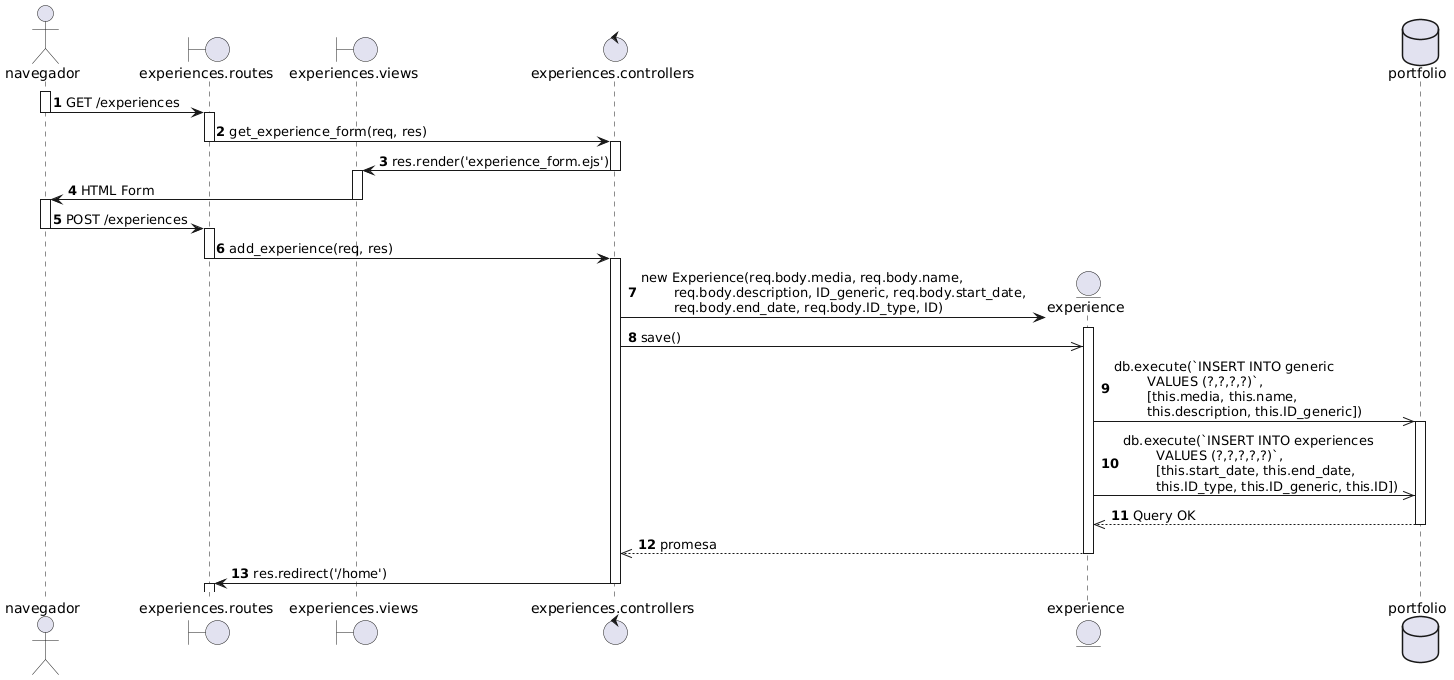 navegador
experiences.routes
experiences.views
experiences.controllers
portfolio
1 GET /experiences
2 get_experience_form(req, res)
3 res.render('experience_form.ejs')
4 HTML Form
5 POST /experiences
6 add_experience(req, res)
7 new Experience(req.body.media, req.body.name,
req.body.description, ID_generic, req.body.start_date,
req.body.end_date, req.body.ID_type, ID)
experience
8 save()
9 db.execute(`INSERT INTO generic
VALUES (?,?,?,?)`,
[this.media, this.name,
this.description, this.ID_generic])
10 db.execute(`INSERT INTO experiences
VALUES (?,?,?,?,?)`,
[this.start_date, this.end_date,
this.ID_type, this.ID_generic, this.ID])
11 Query OK
12 promesa
13 res.redirect('/home')
navegador
experiences.routes
experiences.views
experiences.controllers
experience
portfolio